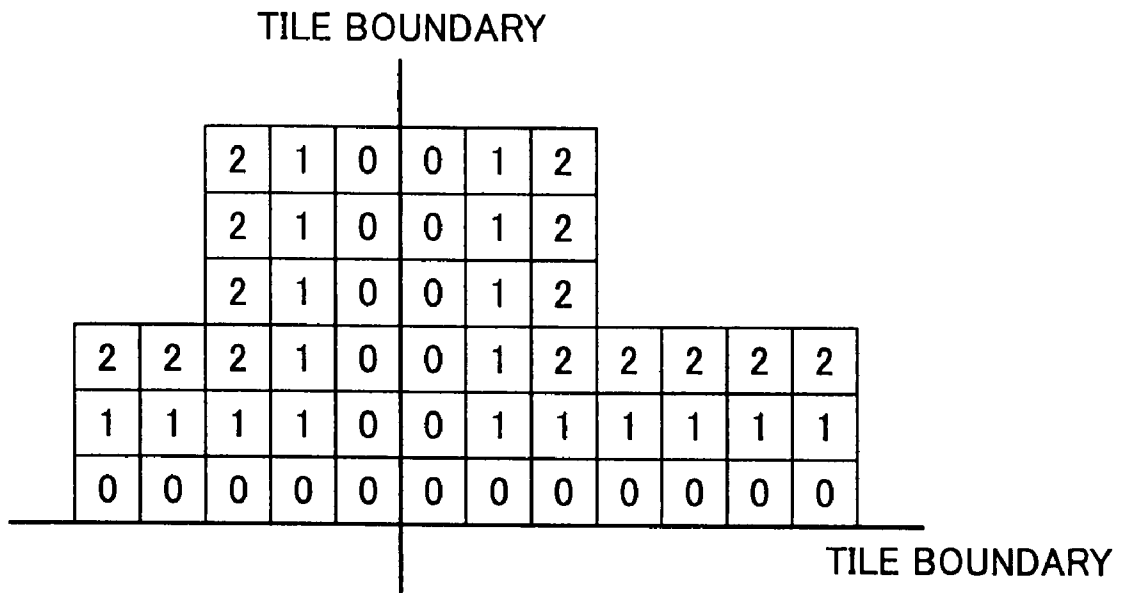 TILE BOUNDARY
2 1 0 0 1 2
2 1 0 0 1 2
2 1 0 0 1 2
2 2 2 1 0 0 1 2 2 2 2 2
1 1 1 1 0 0 1 1 1 1 1 1
0 0 0 0 0 0 0 0 0 0 0 0
TILE BOUNDARY